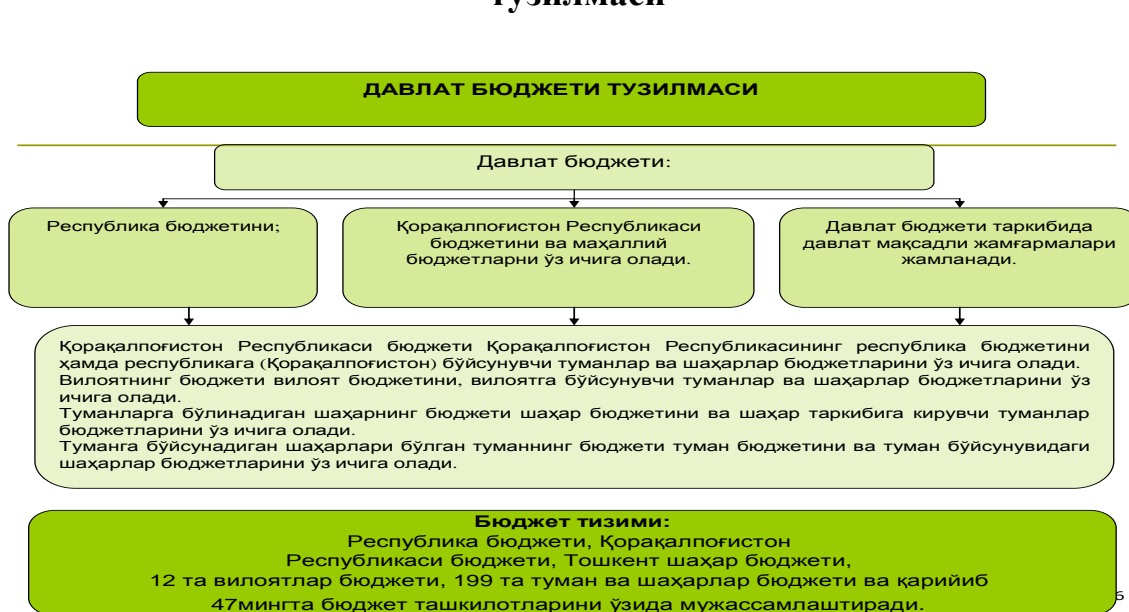 тузилмаси
ДАВЛАТ БЮДЖЕТИ ТУЗИЛМАСИ
Давлат бюджети:
Республика бюджетини;
Қорақалпоғистон Республикаси
бюджетини ва маҳаллий
бюджетларни ўз ичига олади.
Давлат бюджети таркибида
давлат мақсадли жамғармалари
жамланади.
Қорақалпоғистон Республикаси бюджети Қорақалпоғистон Республикасининг республика бюджетини
ҳамда республикага (Қорақалпоғистон) бўйсунувчи туманлар ва шаҳарлар бюджетларини ўз ичига олади.
Вилоятнинг бюджети вилоят бюджетини, вилоятга бўйсунувчи туманлар ва шаҳарлар бюджетларини ўз
ичига олади.
Туманларга бўлинадиган шаҳарнинг бюджети шаҳар бюджетини ва шаҳар таркибига кирувчи туманлар
бюджетларини ўз ичига олади.
Туманга бўйсунадиган шаҳарлари бўлган туманнинг бюджети туман бюджетини ва туман бўйсунувидаги
шаҳарлар бюджетларини ўз ичига олади.
Бюджет тизими:
Республика бюджети, Қорақалпоғистон
Республикаси бюджети, Тошкент шаҳар бюджети,
12 та вилоятлар бюджети, 199 та туман ва шаҳарлар бюджети ва қарийиб
47мингта бюджет ташкилотларини ўзида мужассамлаштиради.
6